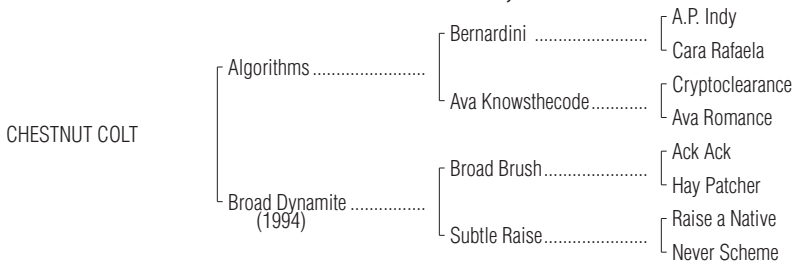 A.P. Indy
Bernardini ........................
Cara Rafaela
Algorithms ........................
Cryptoclearance
Ava Knowsthecode............
Ava Romance
CHESTNUT COLT
Ack Ack
Broad Brush......................
Hay Patcher
Broad Dynamite ................
(1994)
Raise a Native
Subtle Raise......................
Never Scheme